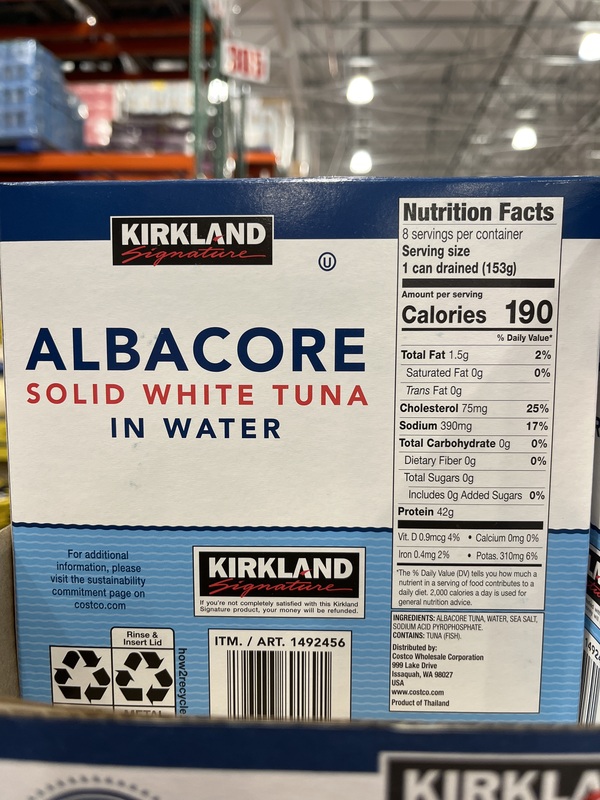 KIRKLAND
Signature
U
ALBACORE
SOLID WHITE TUNA
IN WATER
Nutrition Facts
8 servings per container
Serving size
1 can drained (153g)
Amount per serving
Calories 190
% Daily Value*
Total Fat 1.5g 2%
Saturated Fat 0g 0%
Trans Fat 0g
Cholesterol 75mg 25%
Sodium 390mg 17%
Total Carbohydrate 0g 0%
Dietary Fiber 0g 0%
Total Sugars 0g
Includes 0g Added Sugars 0%
Protein 42g
Vit. D 0.9mcg 4% • Calcium 0mg 0%
Iron 0.4mg 2% • Potas. 310mg 6%
*The % Daily Value (DV) tells you how much a
nutrient in a serving of food contributes to a
daily diet. 2,000 calories a day is used for
general nutrition advice.
INGREDIENTS: ALBACORE TUNA, WATER, SEA SALT,
SODIUM ACID PYROPHOSPHATE.
CONTAINS: TUNA (FISH).
Distributed by:
Costco Wholesale Corporation
999 Lake Drive
Issaquah, WA 98027
USA
www.costco.com
Product of Thailand
For additional
information, please
visit the sustainability
commitment page on
costco.com
KIRKLAND
Signature
If you're not completely satisfied with this Kirkland
Signature product, your money will be refunded.
Rinse &
Insert Lid
METAL
how2recycle
ITM. / ART. 1492456
KIRKLA